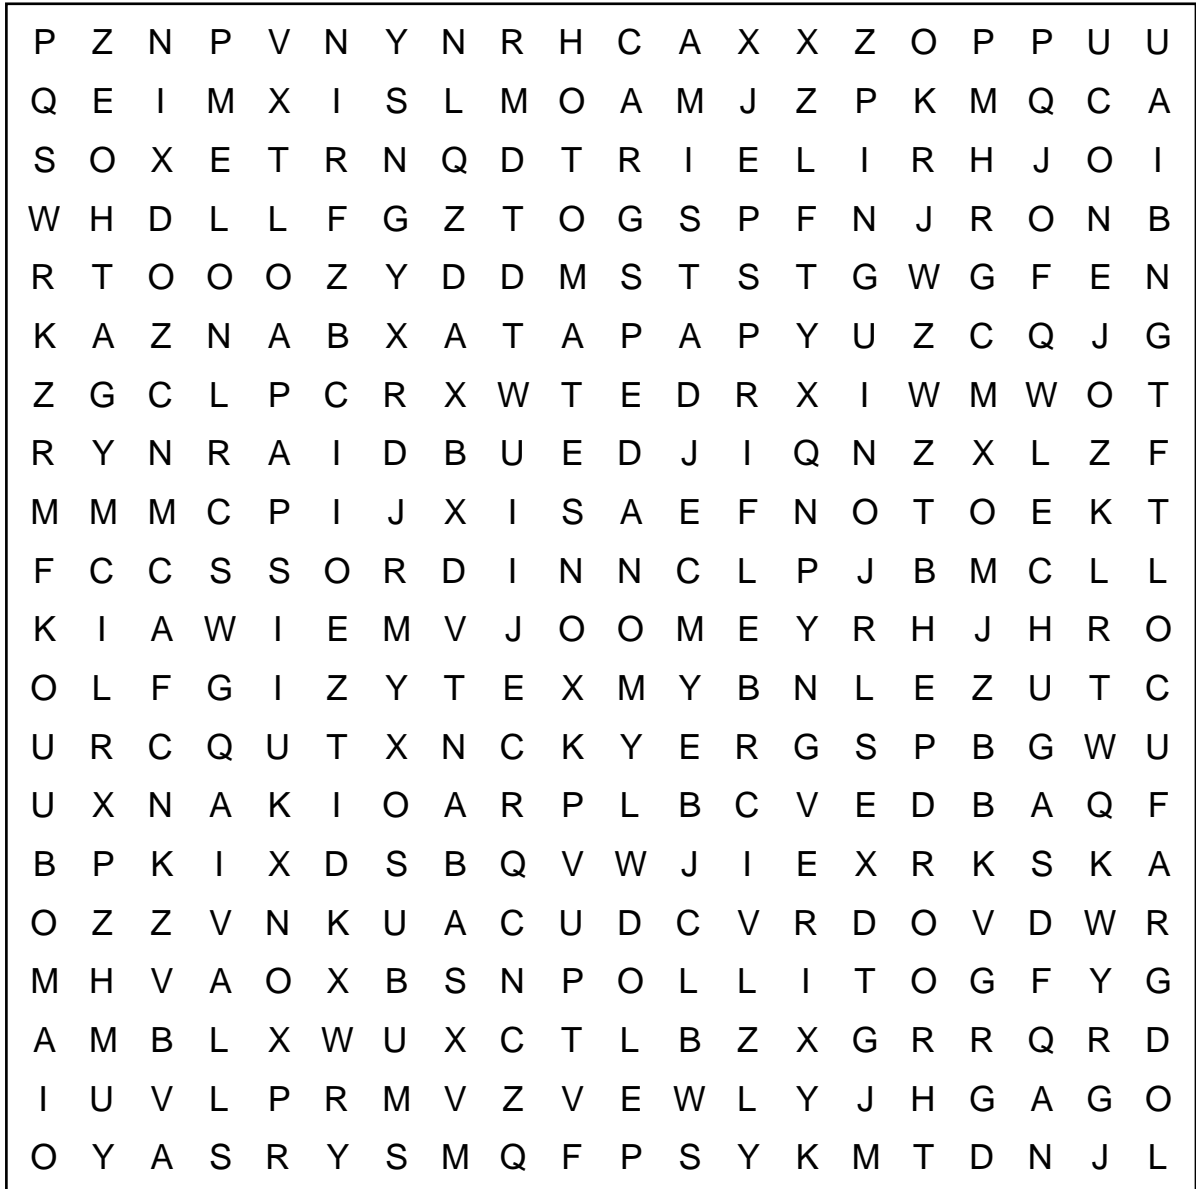 P Z N P V N Y N R H C A X X Z O P P U U
Q E I M X I S L M O A M J Z P K M Q C A
S O X E T R N Q D T R I E L I R H J O I
W H D L L F G Z T O G S P F N J R O N B
R T O O O Z Y D D M S T S T G W G F E N
K A Z N A B X A T A P A P Y U Z C Q J G
Z G C L P C R X W T E D R X I W M W O T
R Y N R A I D B U E D J I Q N Z X L Z F
M M M C P I J X I S A E F N O T O E K T
F C C S S O R D I N N C L P J B M C L L
K I A W I E M V J O O M E Y R H J H R O
O L F G I Z Y T E X M Y B N L E Z U T C
U R C Q U T X N C K Y E R G S P B G W U
U X N A K I O A R P L B C V E D B A Q F
B P K I X D S B Q V W J I E X R K S K A
O Z Z V N K U A C U D C V R D O V D W R
M H V A O X B S N P O L L I T O G F Y G
A M B L X W U X C T L B Z X G R R Q R D
I U V L P R M V Z V E W L Y J H G A G O
O Y A S R Y S M Q F P S Y K M T D N J L